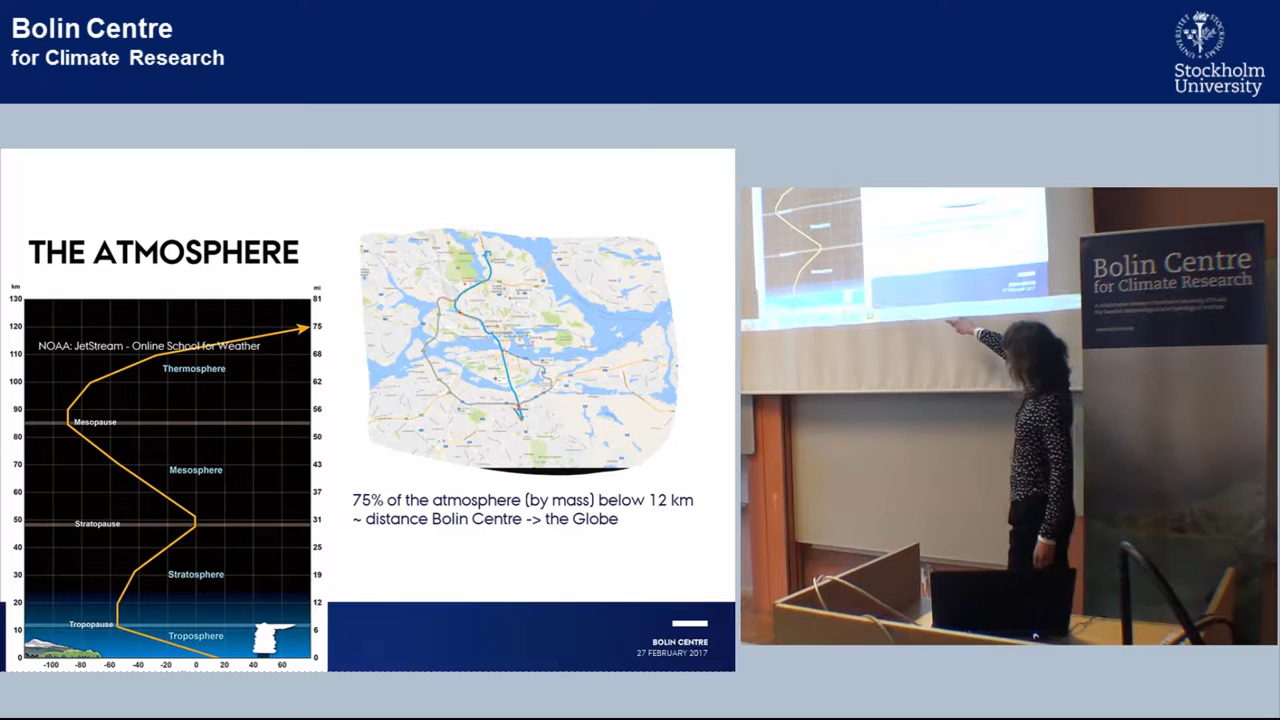 Bolin Centre
for Climate Research
Stockholm
University
THE ATMOSPHERE
km
mi
130
81
120
75
NOAA: JetStream - Online School for Weather
110
68
Thermosphere
100
62
90
56
Mesopause
80
50
70
43
Mesosphere
60
37
50
31
Stratopause
40
25
30
19
Stratosphere
20
12
Tropopause
10
6
Troposphere
0
0
-100 -80 -60 -40 -20 0 20 40 60
75% of the atmosphere (by mass) below 12 km
~ distance Bolin Centre -> the Globe
BOLIN CENTRE
27 FEBRUARY 2017
Bolin Centre
for Climate Research